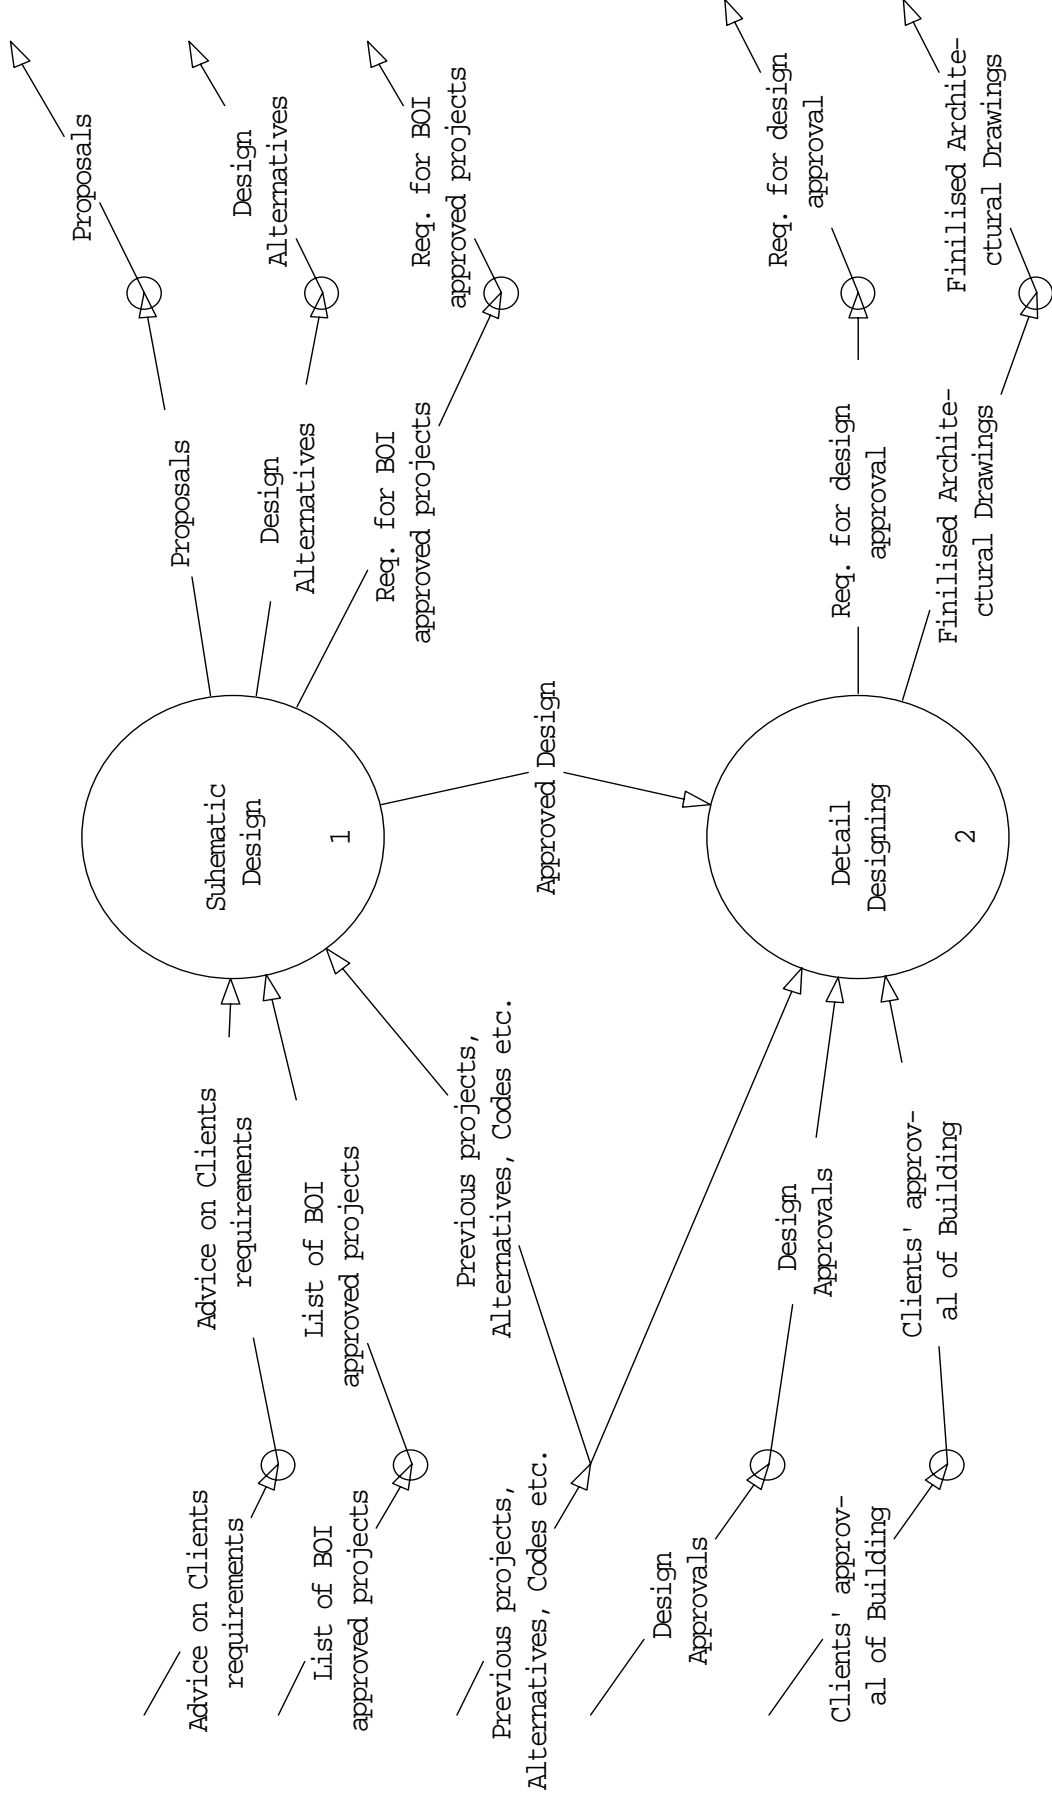 Advice on Clients
requirements
List of BOI
approved projects
Previous projects,
Alternatives, Codes etc.
Design
Approvals
Clients' approv-
al of Building
Advice on Clients
requirements
List of BOI
approved projects
Previous projects,
Alternatives, Codes etc.
Design
Approvals
Clients' approv-
al of Building
Suhematic
Design
1
Approved Design
Detail
Designing
2
Proposals
Design
Alternatives
Req. for BOI
approved projects
Req. for design
approval
Finilised Archite-
ctural Drawings
Proposals
Design
Alternatives
Req. for BOI
approved projects
Req. for design
approval
Finilised Archite-
ctural Drawings